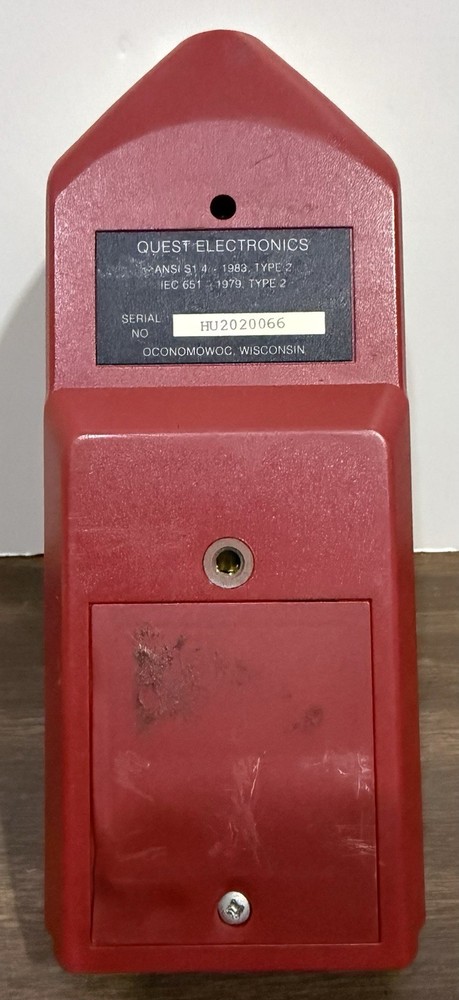 QUEST ELECTRONICS
ANSI S1.4 - 1983, TYPE 2
IEC 651 - 1979, TYPE 2
SERIAL
NO
HU2020066
OCONOMOWOC, WISCONSIN